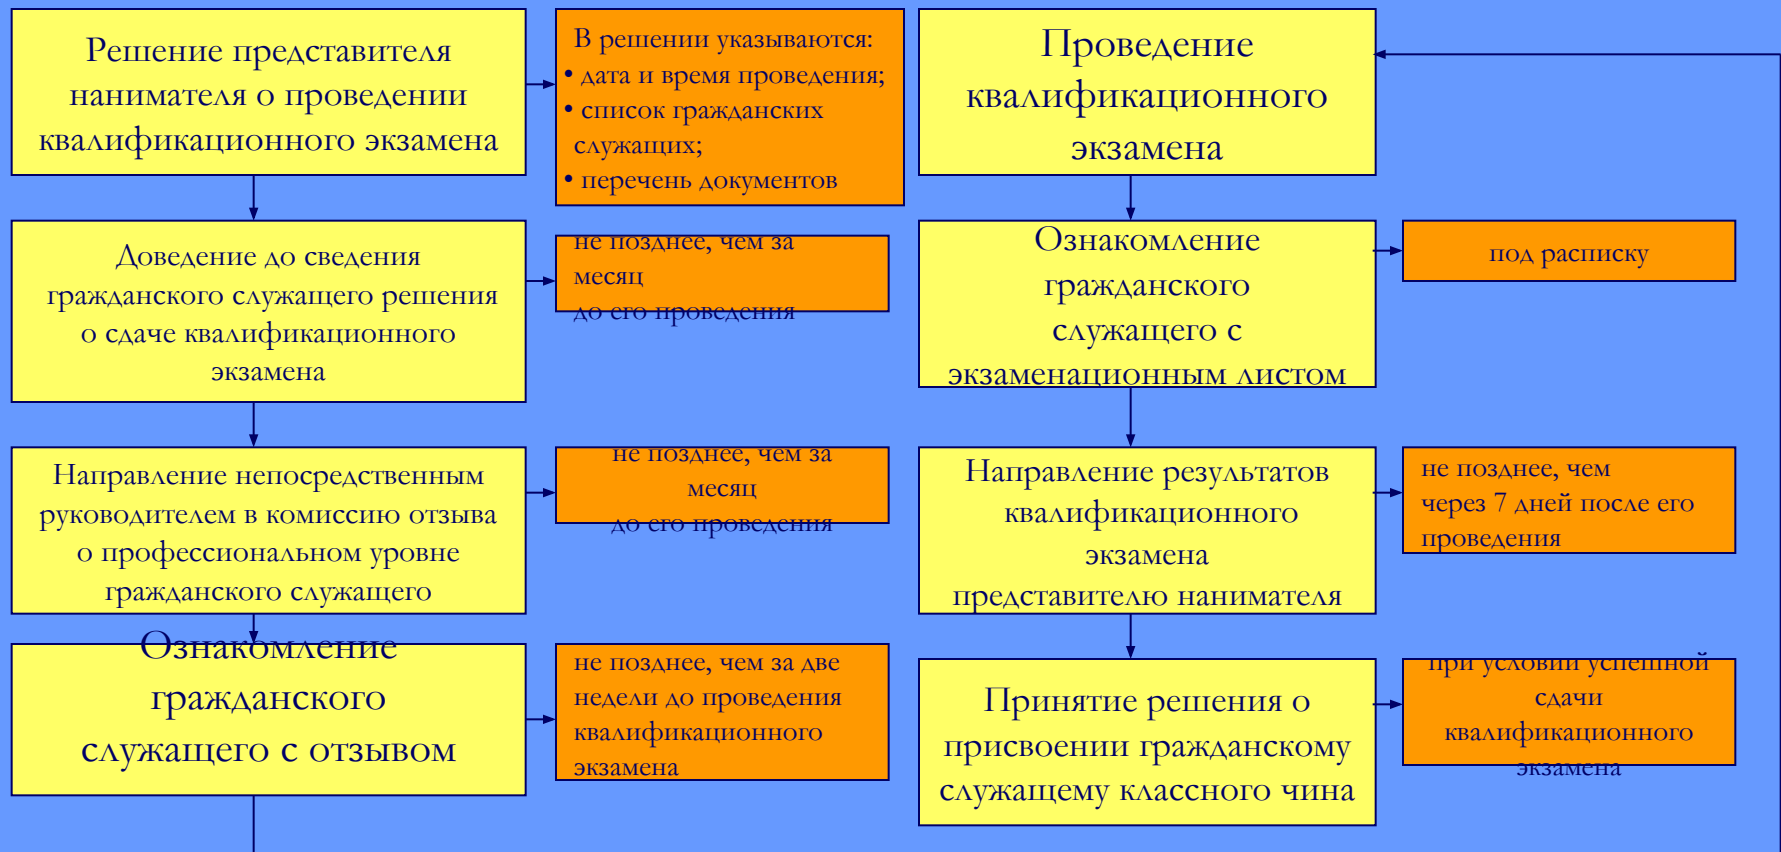 Решение представителя
нанимателя о проведении
квалификационного экзамена
В решении указываются:
• дата и время проведения;
• список гражданских
служащих;
• перечень документов
Доведение до сведения
гражданского служащего решения
о сдаче квалификационного
экзамена
не позднее, чем за
месяц
до его проведения
Направление непосредственным
руководителем в комиссию отзыва
о профессиональном уровне
гражданского служащего
не позднее, чем за
месяц
до его проведения
Ознакомление
гражданского
служащего с отзывом
не позднее, чем за две
недели до проведения
квалификационного
экзамена
Проведение
квалификационного
экзамена
Ознакомление
гражданского
служащего с
экзаменационным листом
под расписку
Направление результатов
квалификационного
экзамена
представителю нанимателя
не позднее, чем
через 7 дней после его
проведения
Принятие решения о
присвоении гражданскому
служащему классного чина
при условии успешной
сдачи
квалификационного
экзамена